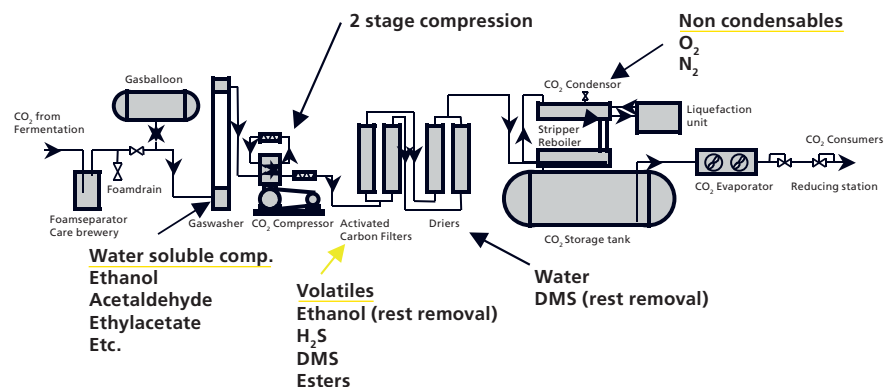 2 stage compression
Non condensables
O₂
N₂
Gasballoon
CO₂ from
Fermentation
Foamdrain
Foamseparator
Care brewery
Gaswasher
CO₂ Compressor
Activated
Carbon Filters
Driers
CO₂ Condensor
Stripper
Reboiler
Liquefaction
unit
CO₂ Storage tank
CO₂ Evaporator
CO₂ Consumers
Reducing station
Water soluble comp.
Ethanol
Acetaldehyde
Ethylacetate
Etc.
Volatiles
Ethanol (rest removal)
H₂S
DMS
Esters
Water
DMS (rest removal)